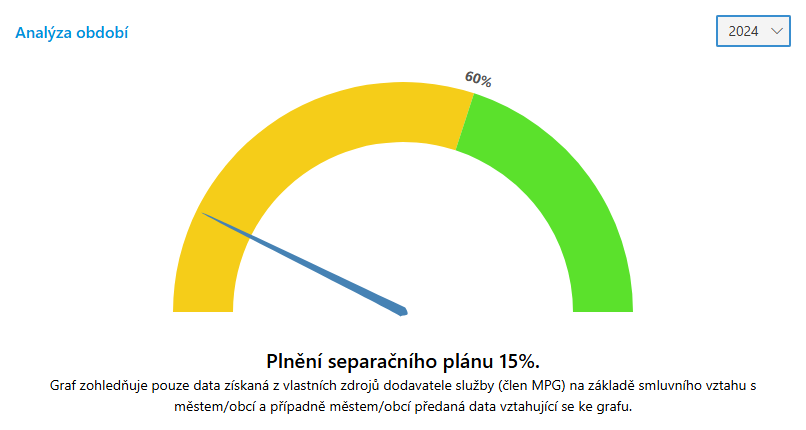 Analýza období
2024
60%
Plnění separačního plánu 15%.
Graf zohledňuje pouze data získaná z vlastních zdrojů dodavatele služby (člen MPG) na základě smluvního vztahu s
městem/obcí a případně městem/obcí předaná data vztahující se ke grafu.